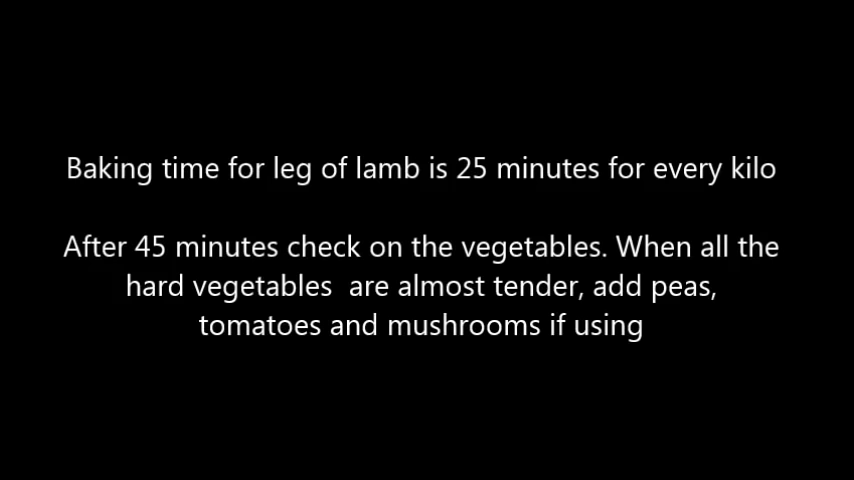 Baking time for leg of lamb is 25 minutes for every kilo
After 45 minutes check on the vegetables. When all the
hard vegetables  are almost tender, add peas,
tomatoes and mushrooms if using